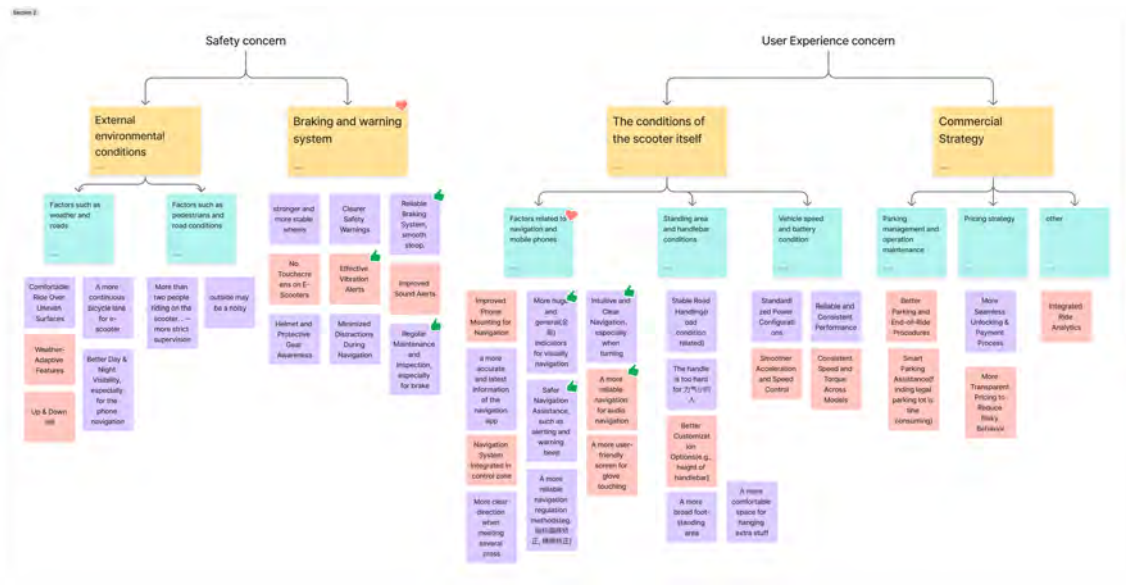 Section 2
Safety concern
User Experience concern
External
environmental
conditions
Braking and warning
system
The conditions of
the scooter itself
Commercial
Strategy
Factors such as
weather and
roads
Factors such as
pedestrians and
road conditions
stronger and
more stable
wheels
Clearer
Safety
Warnings
Reliable
Braking
System,
smooth
stoop.
Factors related to
navigation and
mobile phones
Standing area
and handlebar
conditions
Vehicle speed
and battery
condition
Parking
management and
operation
maintenance
Pricing strategy
other
Comfortable
Ride Over
Uneven
Surfaces
A more
continuous
bicycle lane
for e-
scooter
More than
two people
riding on the
scooter... —
more strict
supervision
outside may
be a noisy
No
Touchscre
ens on E-
Scooters
Effective
Vibration
Alerts
Improved
Sound Alerts
Weather-
Adaptive
Features
Better Day &
Night
Visibility,
especially
for the
phone
navigation
Up & Down
Helmet and
Protective
Gear
Awareness
Minimized
Distractions
During
Navigation
Regular
Maintenance
and
Inspection,
especially
for brake
Improved
Phone
Mounting for
Navigation
More huge
and
indicators
for visually
navigation
Intuitive and
Clear
Navigation,
especially
when
turning
Stable Road
Standardi
zed Power
Configurati
ons
Reliable and
Consistent
Performance
Better
Parking and
End-of-Ride
Procedures
More
Seamless
Unlocking &
Payment
Process
Integrated
Ride
Analytics
a more
accurate
and latest
information
of the
navigation
app
Safer
Navigation
Assistance,
such as
alerting and
warning
beep
A more
reliable
navigation
for audio
navigation
The handle
is too hard
for
人
Smoother
Acceleration
and Speed
Control
Consistent
Speed and
Torque
Across
Models
Smart
Parking
nding legal
parking lot is
time
consuming)
More
Transparent
Pricing to
Reduce
Risky
Behavior
Navigation
System
Integrated in
control zone
A more user-
friendly
screen for
glove
touching
Better
Customizat
ion
Options(e.g.,
height of
handlebar)
More clear
direction
when
meeting
several
cross
A more
reliable
navigation
regulation
A more
broad foot-
standing
area
A more
comfortable
space for
hanging
extra stuff